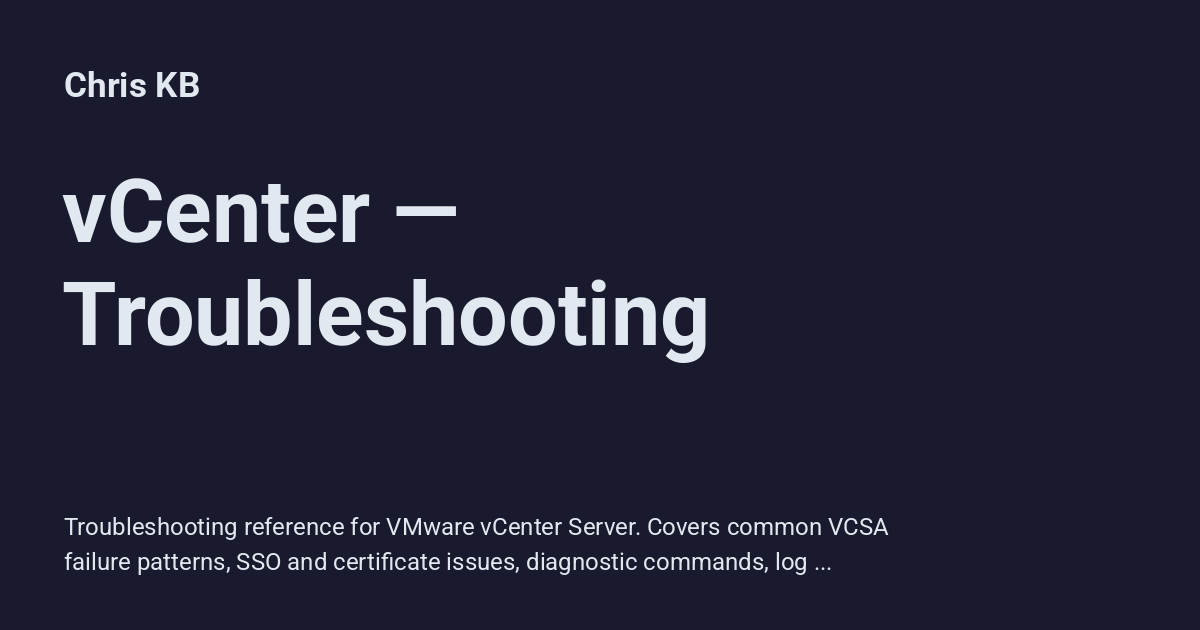 Chris KB
vCenter —
Troubleshooting
Troubleshooting reference for VMware vCenter Server. Covers common VCSA
failure patterns, SSO and certificate issues, diagnostic commands, log ...